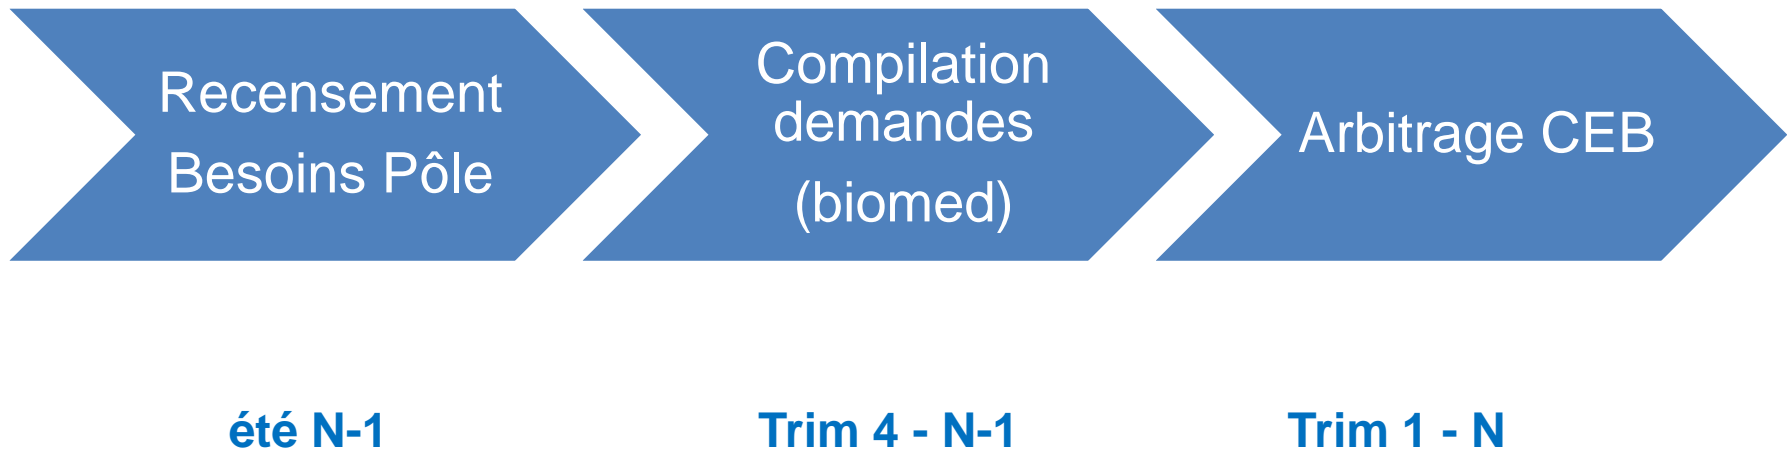 Recensement
Besoins Pôle
Compilation
demandes
(biomed)
Arbitrage CEB
été N-1
Trim 4 - N-1
Trim 1 - N